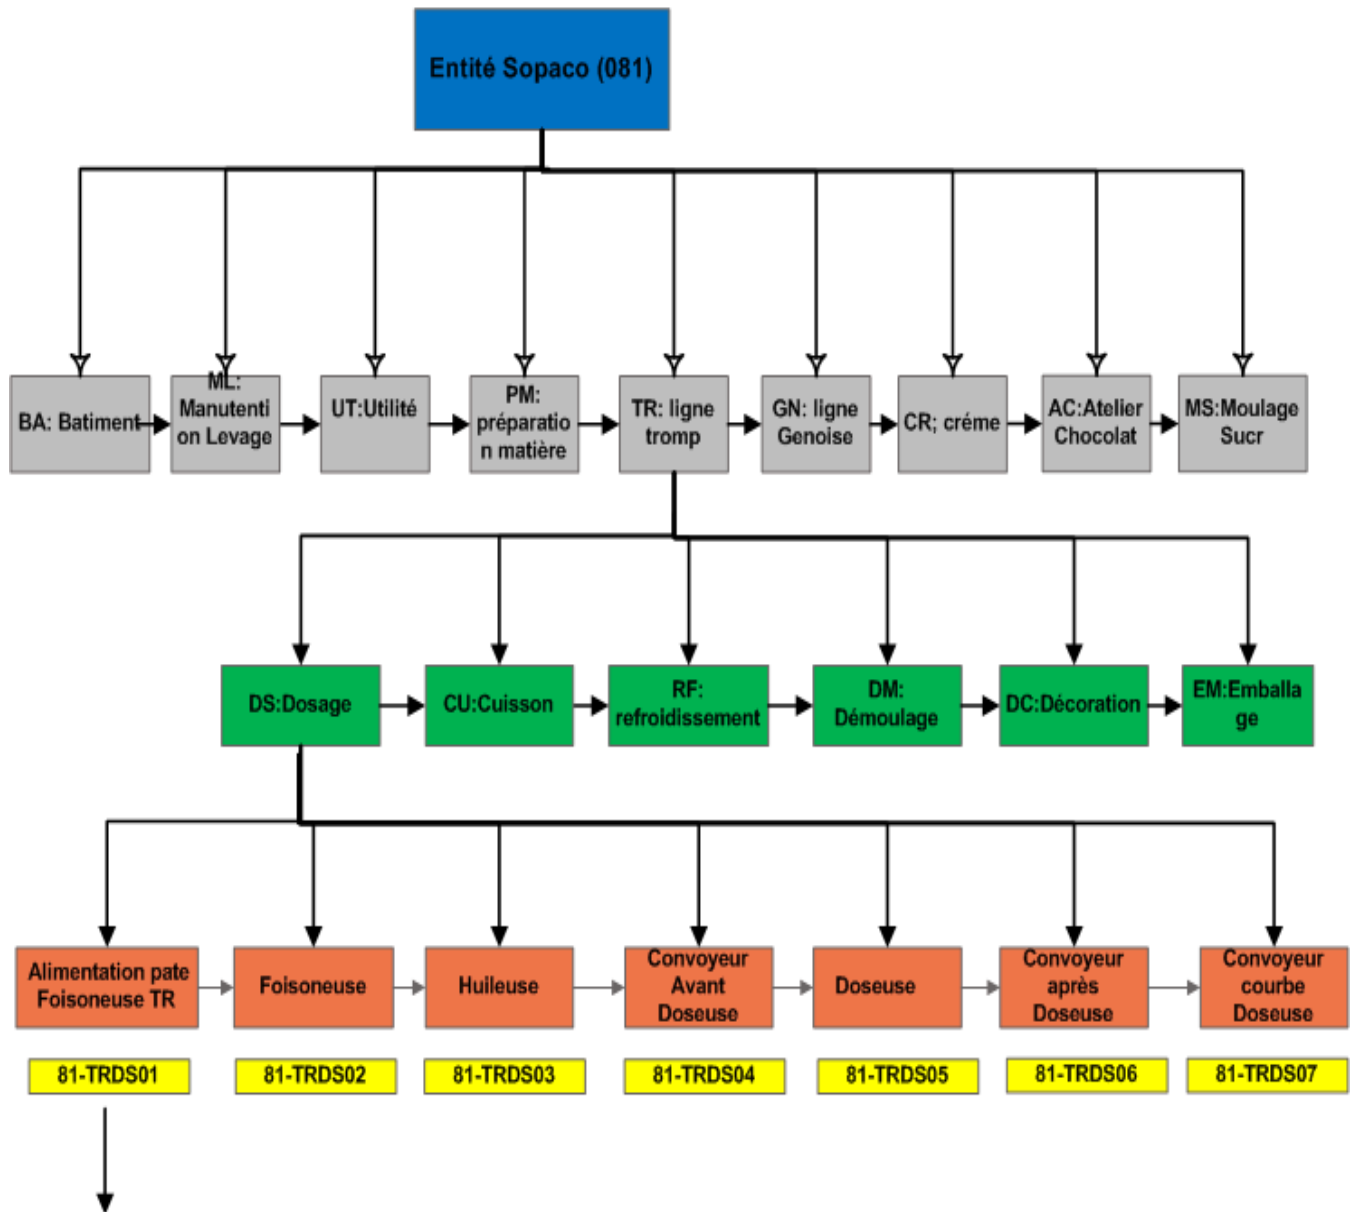 Entité Sopaco (081)
BA: Batiment
ML:
Manutenti
on Levage
UT:Utilité
PM:
préparatio
n matière
TR: ligne
tromp
GN: ligne
Genoise
CR; créme
AC:Atelier
Chocolat
MS:Moulage
Sucr
DS:Dosage
CU:Cuisson
RF:
refroidissement
DM:
Démoulage
DC:Décoration
EM:Emballa
ge
Alimentation pate
Foisoneuse TR
Foisoneuse
Huileuse
Convoyeur
Avant
Doseuse
Doseuse
Convoyeur
après
Doseuse
Convoyeur
courbe
Doseuse
81-TRDS01
81-TRDS02
81-TRDS03
81-TRDS04
81-TRDS05
81-TRDS06
81-TRDS07